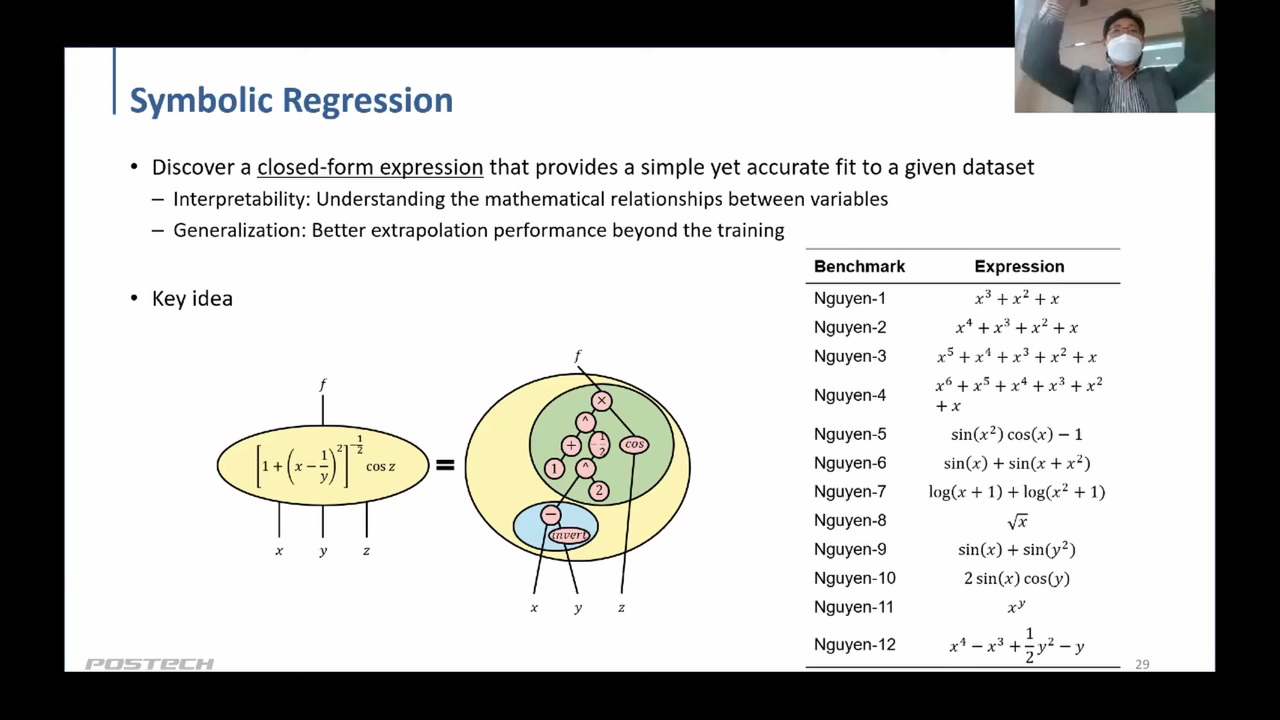 Symbolic Regression
• Discover a closed-form expression that provides a simple yet accurate fit to a given dataset
– Interpretability: Understanding the mathematical relationships between variables
– Generalization: Better extrapolation performance beyond the training
• Key idea
f
[1 + (x − 1/y)²]^(−1/2) cos z
x y z
=
f
×
^
+ −1/2 cos
1 ^
2
−
invert
x y z
Benchmark Expression
Nguyen-1 x³ + x² + x
Nguyen-2 x⁴ + x³ + x² + x
Nguyen-3 x⁵ + x⁴ + x³ + x² + x
Nguyen-4 x⁶ + x⁵ + x⁴ + x³ + x²
+ x
Nguyen-5 sin(x²) cos(x) − 1
Nguyen-6 sin(x) + sin(x + x²)
Nguyen-7 log(x + 1) + log(x² + 1)
Nguyen-8 √x
Nguyen-9 sin(x) + sin(y²)
Nguyen-10 2 sin(x) cos(y)
Nguyen-11 xʸ
Nguyen-12 x⁴ − x³ + 1/2 y² − y
POSTECH
29